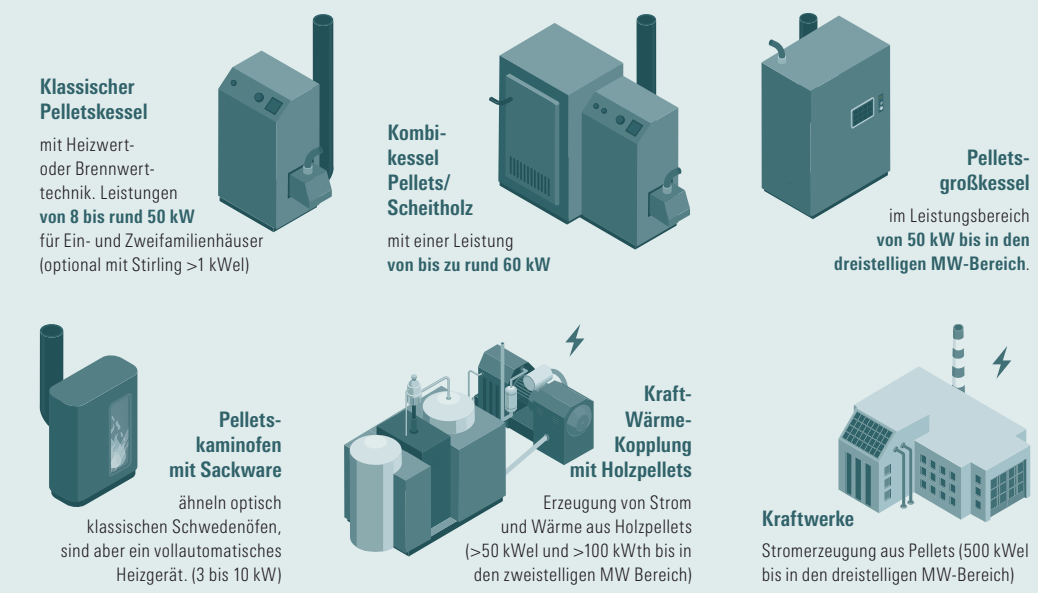 Klassischer
Pelletskessel
mit Heizwert-
oder Brennwert-
technik. Leistungen
von 8 bis rund 50 kW
für Ein- und Zweifamilienhäuser
(optional mit Stirling >1 kWel)
Kombi-
kessel
Pellets/
Scheitholz
mit einer Leistung
von bis zu rund 60 kW
Pellets-
großkessel
im Leistungsbereich
von 50 kW bis in den
dreistelligen MW-Bereich.
Pellets-
kaminofen
mit Sackware
ähneln optisch
klassischen Schwedenöfen,
sind aber ein vollautomatisches
Heizgerät. (3 bis 10 kW)
Kraft-
Wärme-
Kopplung
mit Holzpellets
Erzeugung von Strom
und Wärme aus Holzpellets
(>50 kWel und >100 kWth bis in
den zweistelligen MW Bereich)
Kraftwerke
Stromerzeugung aus Pellets (500 kWel
bis in den dreistelligen MW-Bereich)